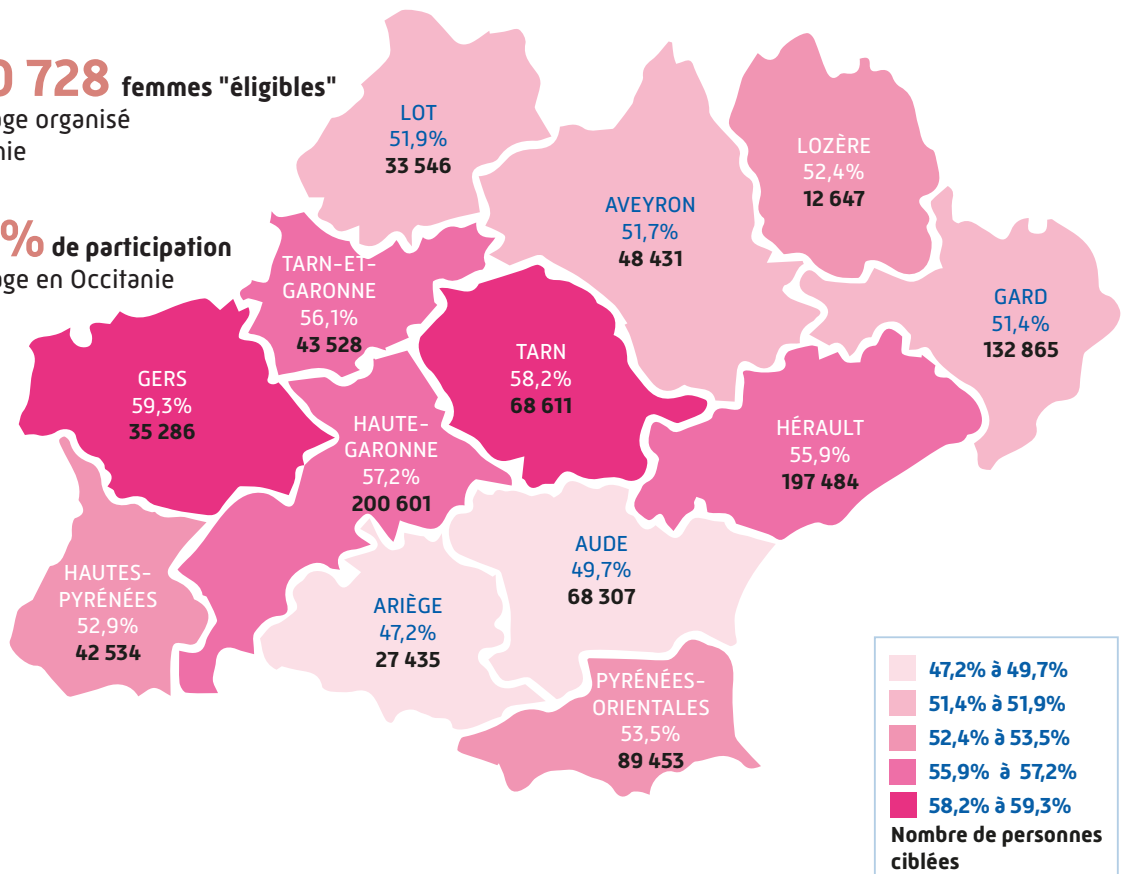 0 728 femmes "éligibles"
ge organisé
nie
% de participation
ge en Occitanie
LOT
51,9%
33 546
AVEYRON
51,7%
48 431
LOZÈRE
52,4%
12 647
TARN-ET-
GARONNE
56,1%
43 528
GARD
51,4%
132 865
TARN
58,2%
68 611
GERS
59,3%
35 286
HAUTE-
GARONNE
57,2%
200 601
HÉRAULT
55,9%
197 484
HAUTES-
PYRÉNÉES
52,9%
42 534
ARIÈGE
47,2%
27 435
AUDE
49,7%
68 307
PYRÉNÉES-
ORIENTALES
53,5%
89 453
47,2% à 49,7%
51,4% à 51,9%
52,4% à 53,5%
55,9% à 57,2%
58,2% à 59,3%
Nombre de personnes
ciblées